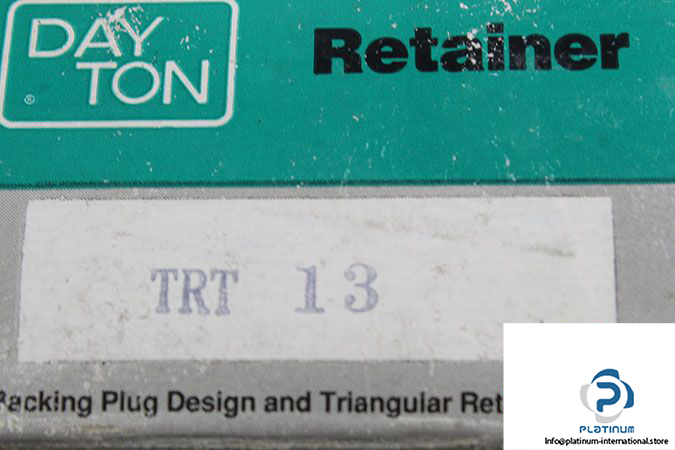 DAY
TON
®
Retainer
TRT 13
Backing Plug Design and Triangular Ret
PLATINUM
Info@platinum-international.store